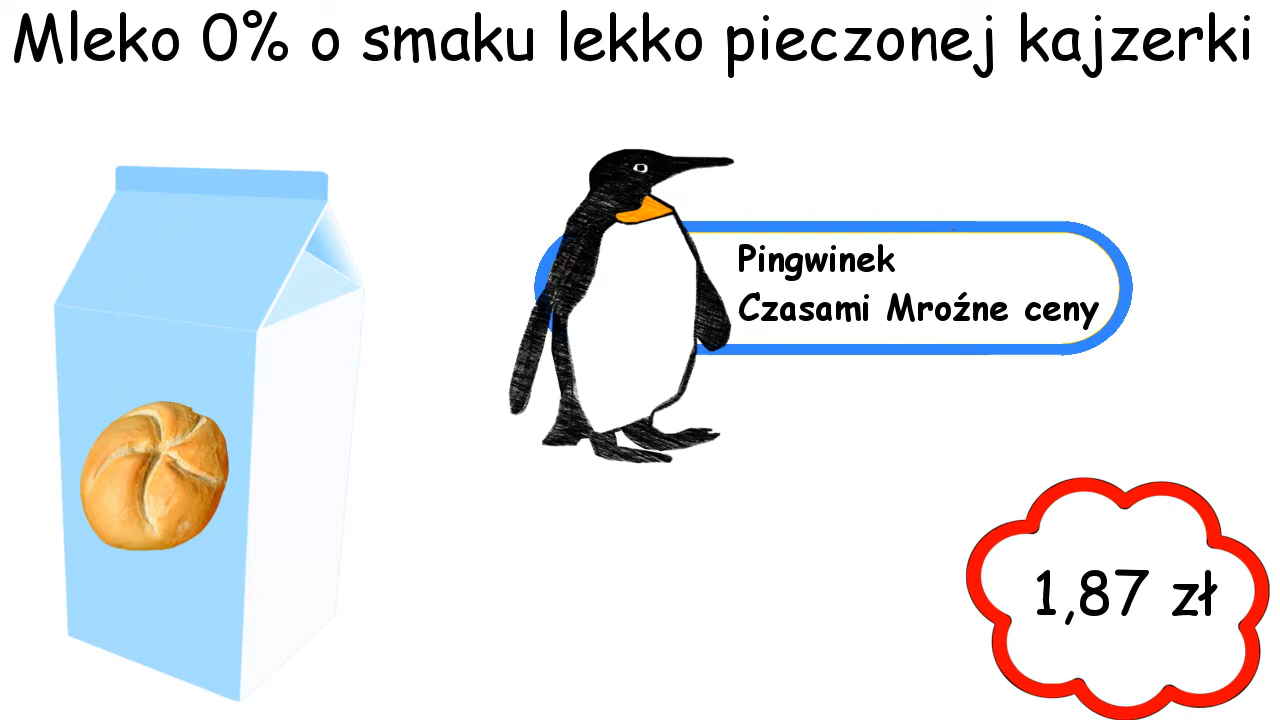 Mleko 0% o smaku lekko pieczonej kajzerki
Pingwinek
Czasami Mroźne ceny
1,87 zł